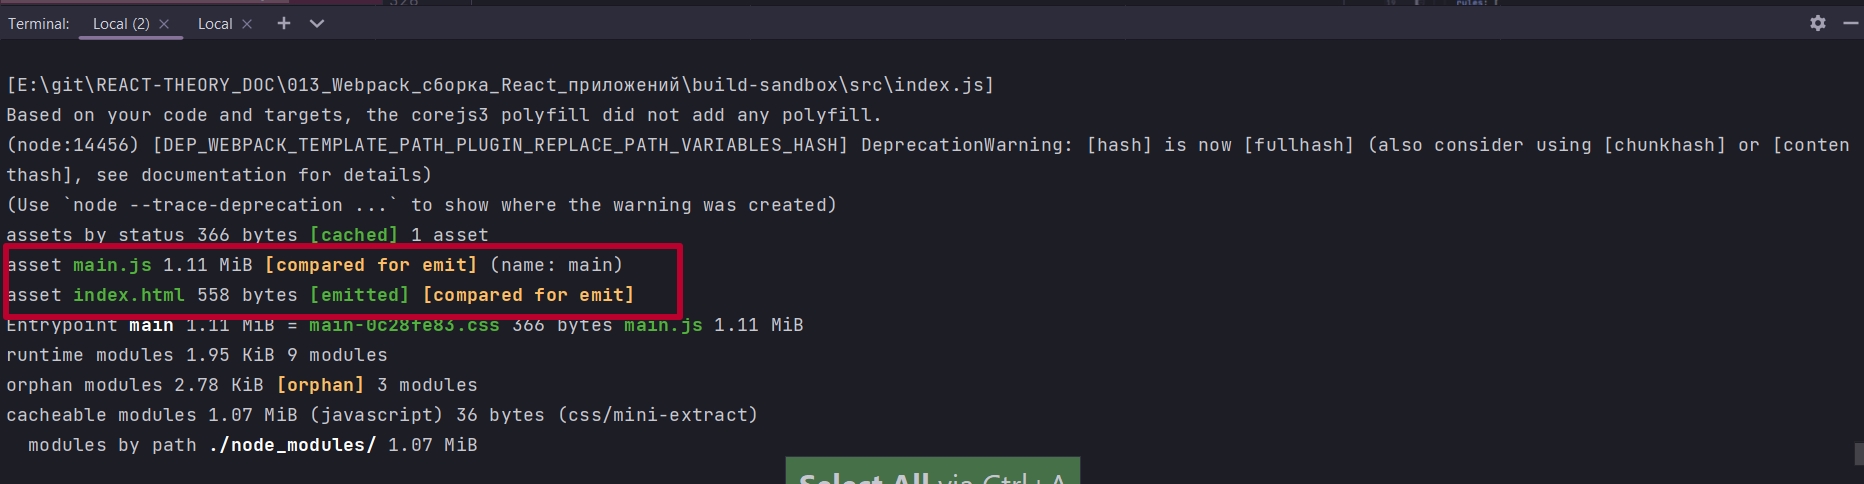 328
rules: [
Terminal: Local (2) × Local × +
[E:\git\REACT-THEORY_DOC\013_Webpack_сборка_React_приложений\build-sandbox\src\index.js]
Based on your code and targets, the corejs3 polyfill did not add any polyfill.
(node:14456) [DEP_WEBPACK_TEMPLATE_PATH_PLUGIN_REPLACE_PATH_VARIABLES_HASH] DeprecationWarning: [hash] is now [fullhash] (also consider using [chunkhash] or [conten
thash], see documentation for details)
(Use `node --trace-deprecation ...` to show where the warning was created)
assets by status 366 bytes [cached] 1 asset
asset main.js 1.11 MiB [compared for emit] (name: main)
asset index.html 558 bytes [emitted] [compared for emit]
Entrypoint main 1.11 MiB = main-0c28fe83.css 366 bytes main.js 1.11 MiB
runtime modules 1.95 KiB 9 modules
orphan modules 2.78 KiB [orphan] 3 modules
cacheable modules 1.07 MiB (javascript) 36 bytes (css/mini-extract)
modules by path ./node_modules/ 1.07 MiB
Select All via Ctrl+A